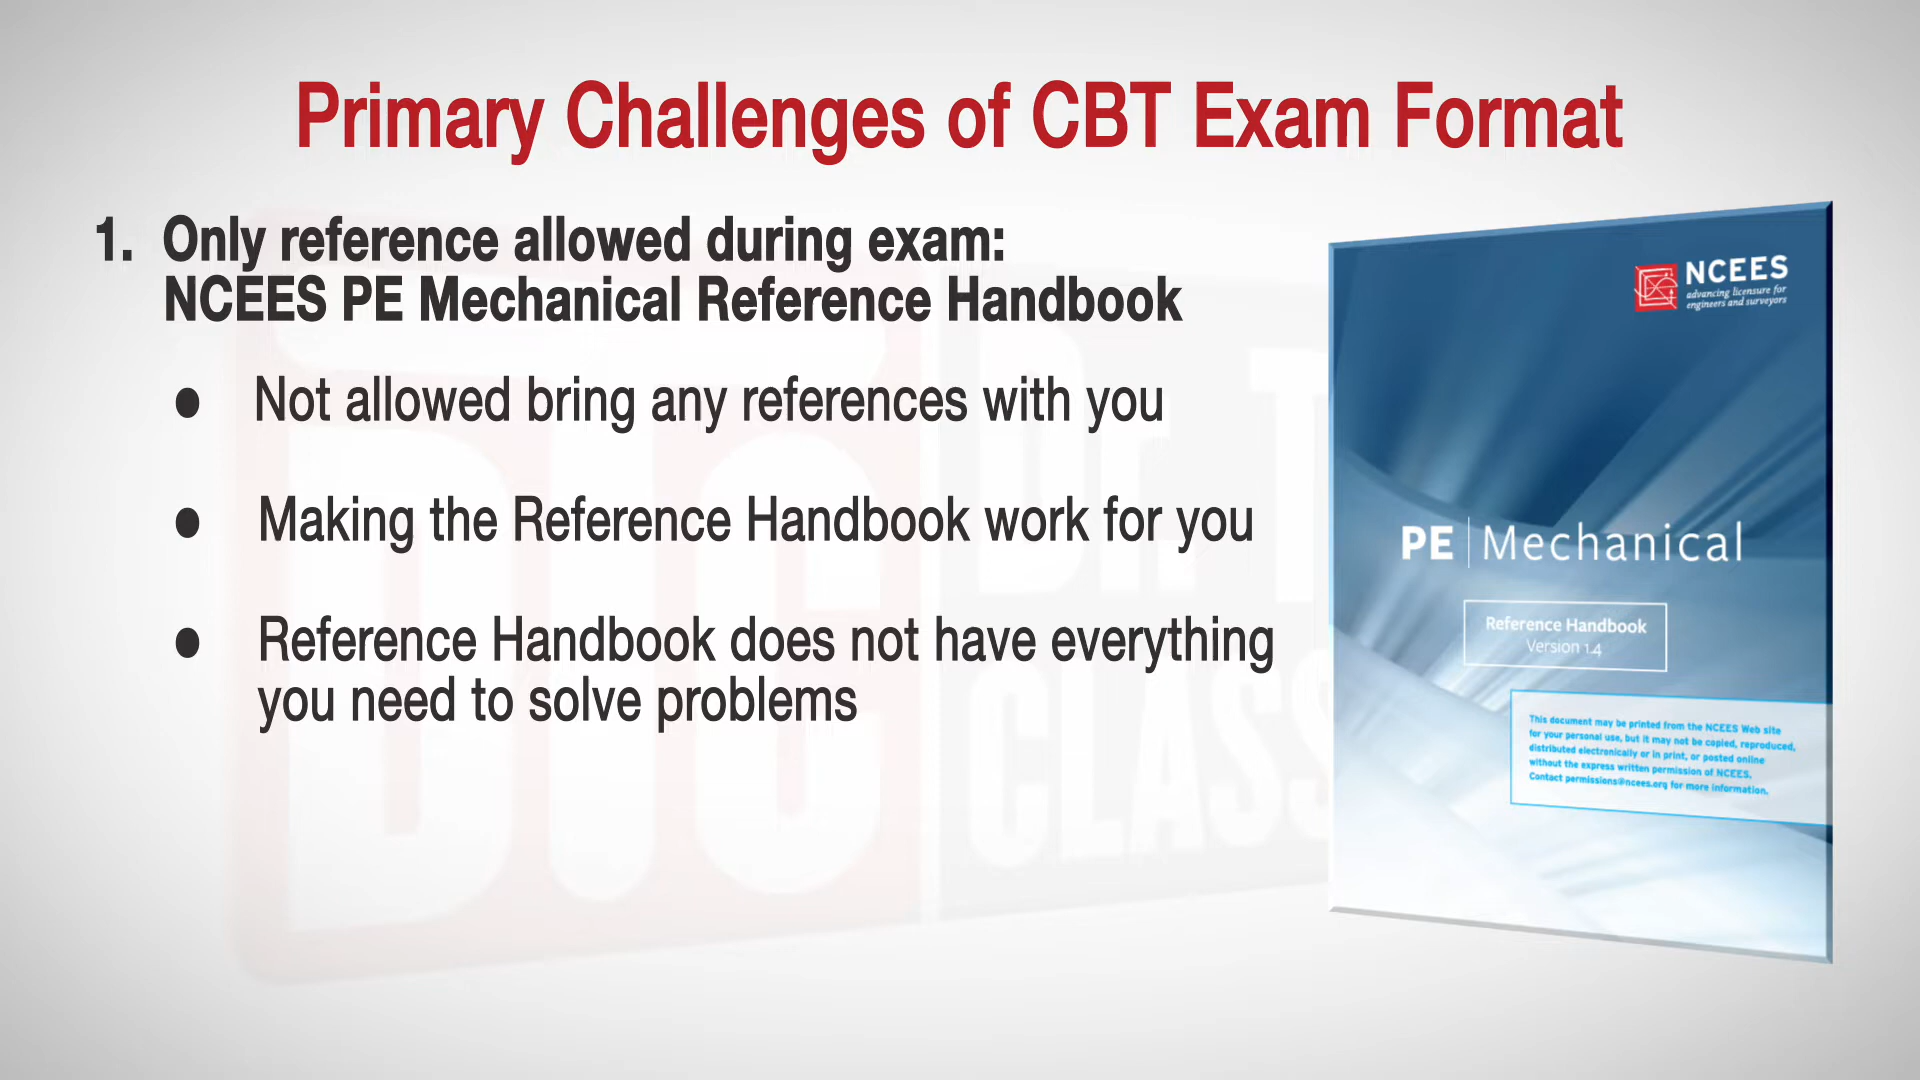 Primary Challenges of CBT Exam Format
1. Only reference allowed during exam:
NCEES PE Mechanical Reference Handbook
● Not allowed bring any references with you
● Making the Reference Handbook work for you
● Reference Handbook does not have everything
you need to solve problems
NCEES
advancing licensure for
engineers and surveyors
PE | Mechanical
Reference Handbook
Version 1.4
This document may be printed from the NCEES Web site
for your personal use, but it may not be copied, reproduced,
distributed electronically or in print, or posted online
without the express written permission of NCEES.
Contact permissions@ncees.org for more information.
DTC
Dr. T
CLASS